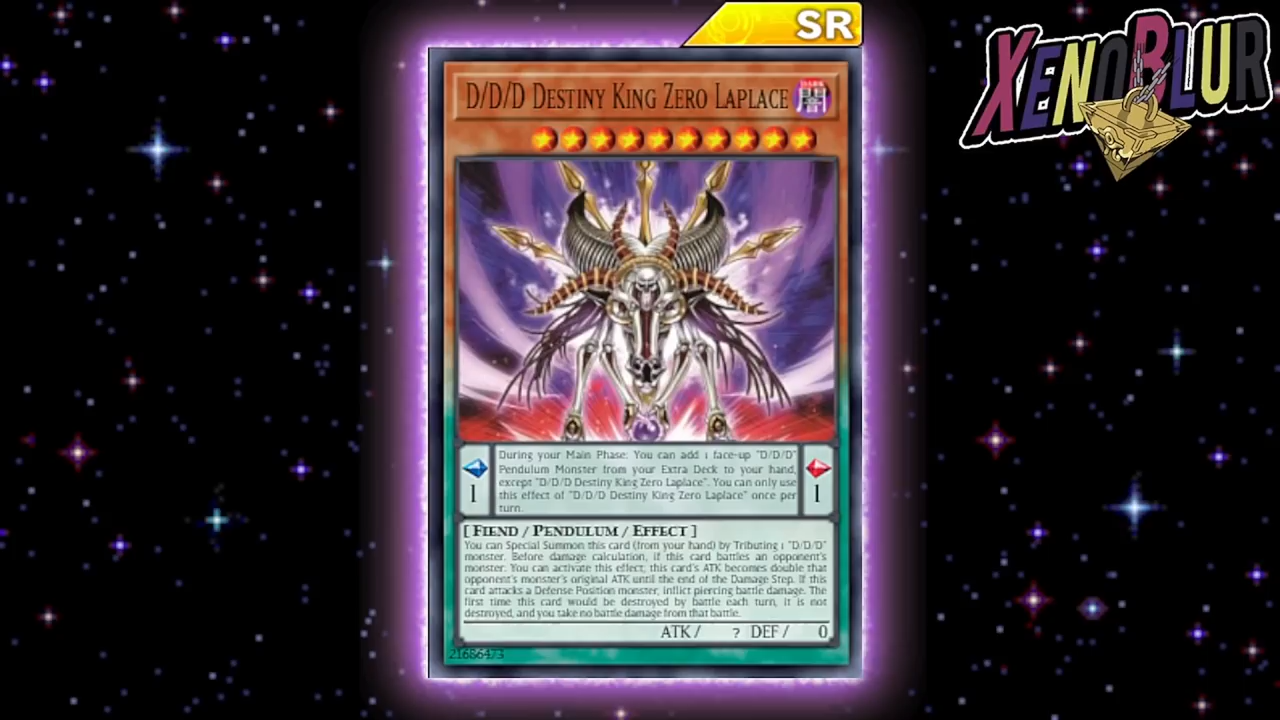 SR
XENOBLUR
D/D/D DESTINY KING ZERO LAPLACE
DARK
闇
During your Main Phase: You can add 1 face-up "D/D/D"
Pendulum Monster from your Extra Deck to your hand,
except "D/D/D Destiny King Zero Laplace". You can only use
this effect of "D/D/D Destiny King Zero Laplace" once per
turn.
1
1
[ FIEND / PENDULUM / EFFECT ]
You can Special Summon this card (from your hand) by Tributing 1 "D/D/D"
monster. Before damage calculation, if this card battles an opponent's
monster: You can activate this effect; this card's ATK becomes double that
opponent's monster's original ATK until the end of the Damage Step. If this
card attacks a Defense Position monster, inflict piercing battle damage. The
first time this card would be destroyed by battle each turn, it is not
destroyed, and you take no battle damage from that battle.
ATK / ? DEF / 0
21686473